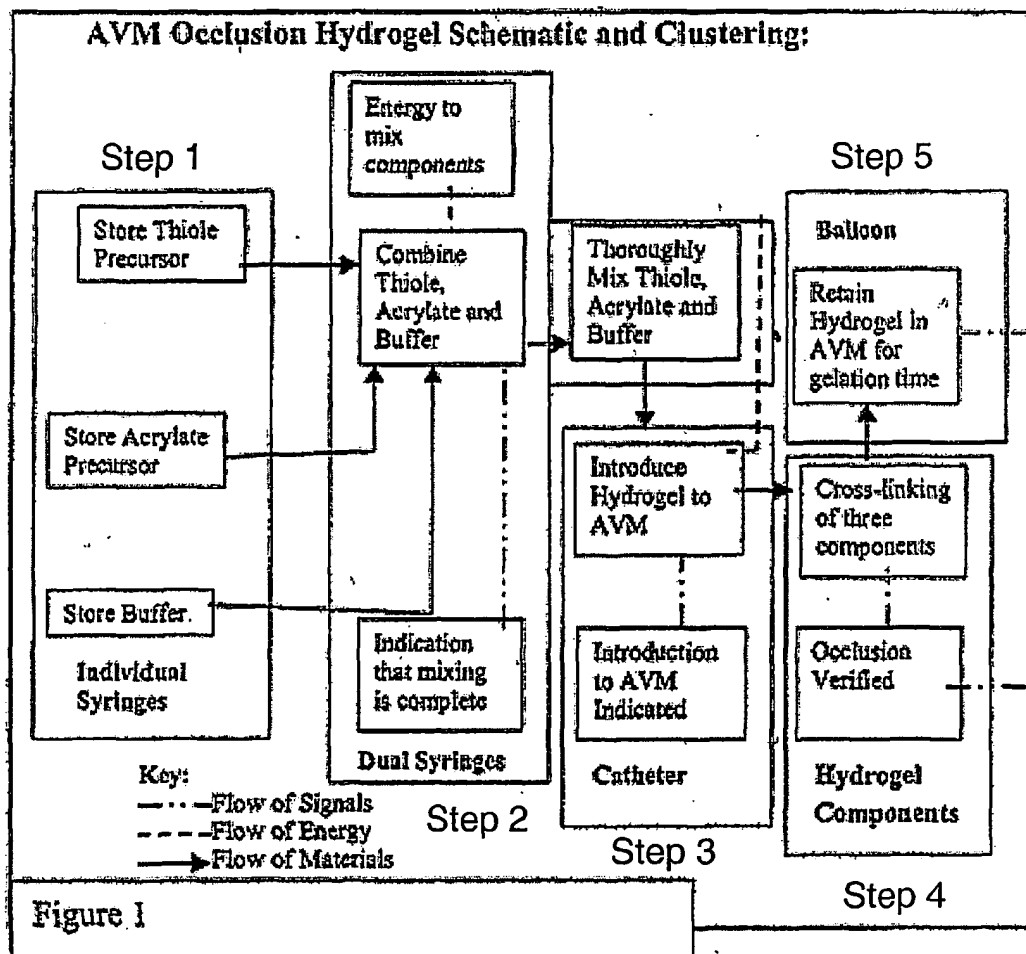 AVM Occlusion Hydrogel Schematic and Clustering:
Step 1
Store Thiole
Precursor
Store Acrylate
Precursor
Store Buffer.
Individual
Syringes
Energy to
mix
components
Combine
Thiole,
Acrylate and
Buffer
Indication
that mixing
is complete
Dual Syringes
Step 2
Thoroughly
Mix Thiole,
Acrylate and
Buffer
Introduce
Hydrogel to
AVM
Introduction
to AVM
Indicated
Catheter
Step 3
Step 5
Balloon
Retain
Hydrogel in
AVM for
gelation time
Cross-linking
of three
components
Occlusion
Verified
Hydrogel
Components
Step 4
Key:
Flow of Signals
Flow of Energy
Flow of Materials
Figure 1